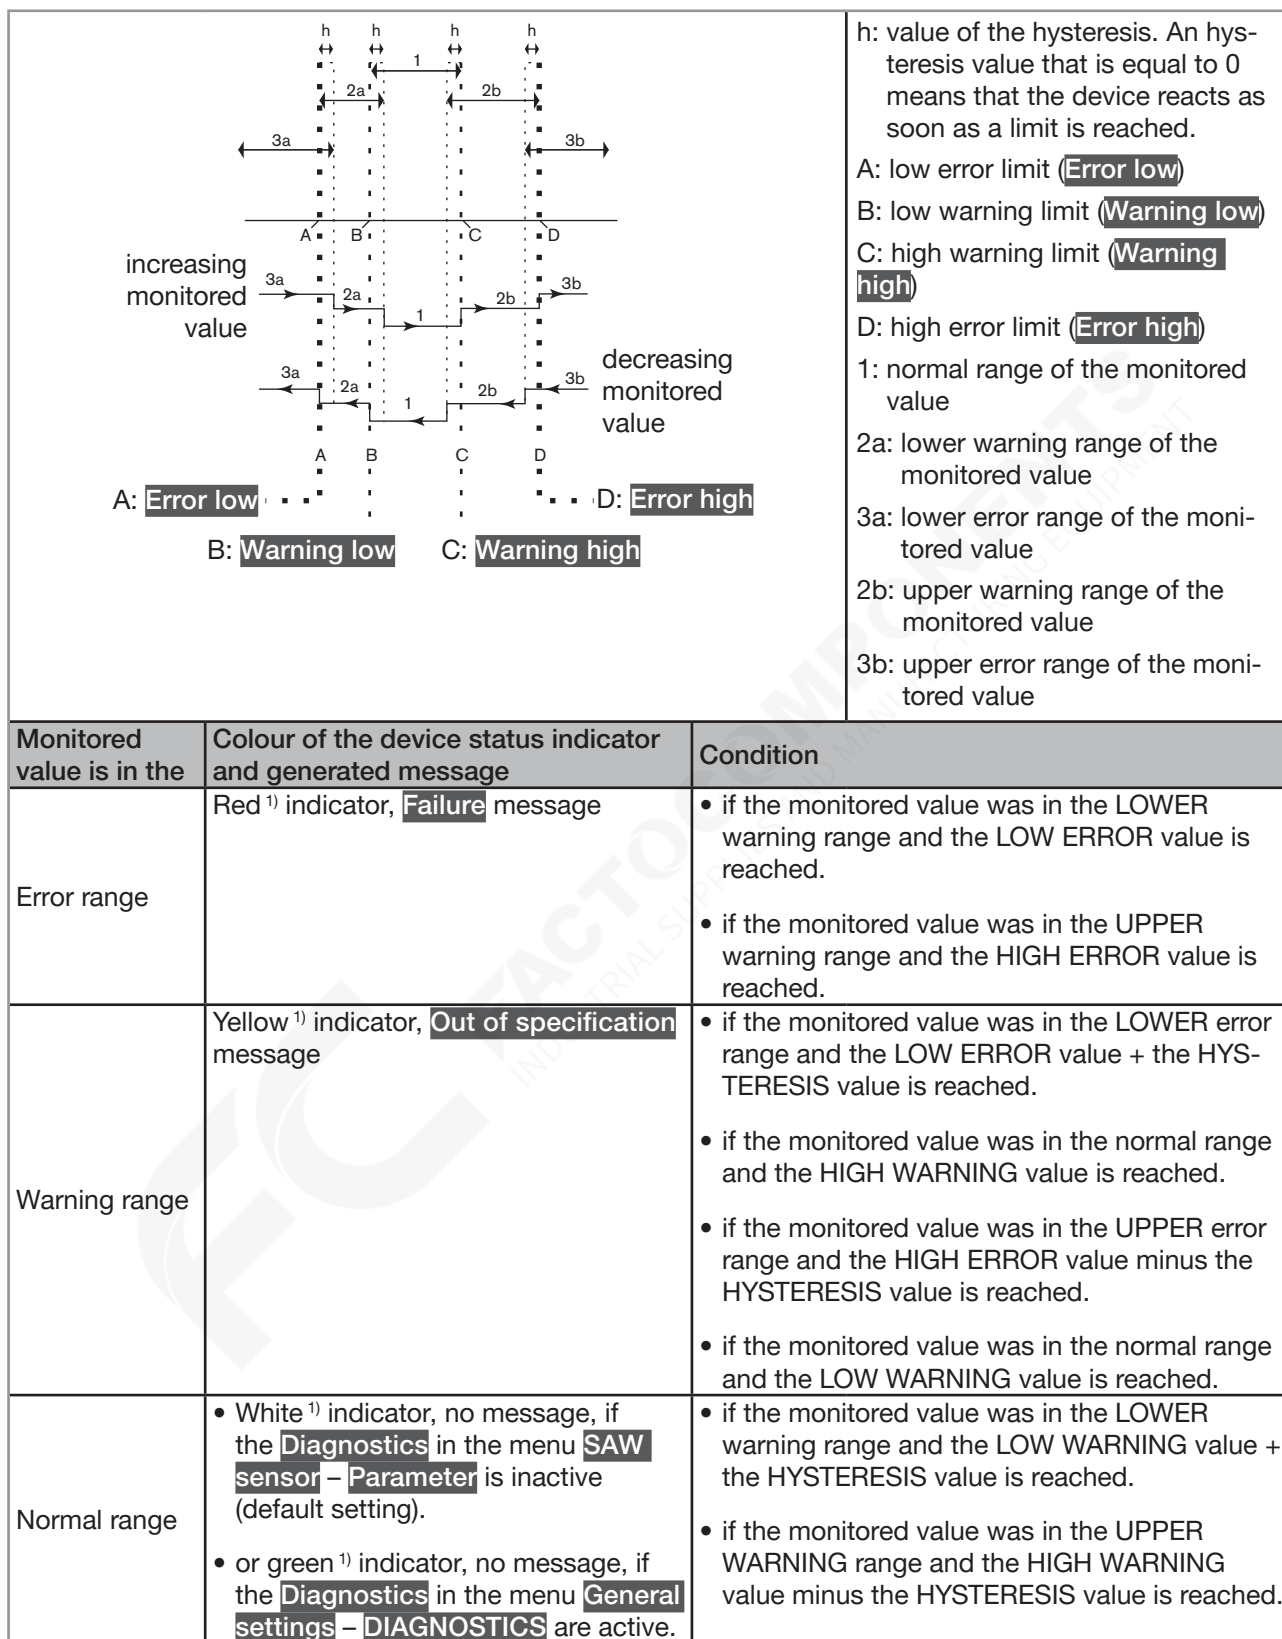 h
h
h
h
1
2a
2b
3a
3b
A
B
C
D
increasing
monitored
value
3a
2a
1
2b
3b
decreasing
monitored
value
3a
2a
1
2b
3b
A
B
C
D
A: Error low
D: Error high
B: Warning low
C: Warning high
h: value of the hysteresis. An hys-
teresis value that is equal to 0
means that the device reacts as
soon as a limit is reached.
A: low error limit (Error low)
B: low warning limit (Warning low)
C: high warning limit (Warning
high)
D: high error limit (Error high)
1: normal range of the monitored
value
2a: lower warning range of the
monitored value
3a: lower error range of the moni-
tored value
2b: upper warning range of the
monitored value
3b: upper error range of the moni-
tored value
Monitored
value is in the
Colour of the device status indicator
and generated message
Condition
Error range
Red 1) indicator, Failure message
• if the monitored value was in the LOWER
warning range and the LOW ERROR value is
reached.
• if the monitored value was in the UPPER
warning range and the HIGH ERROR value is
reached.
Warning range
Yellow 1) indicator, Out of specification
message
• if the monitored value was in the LOWER error
range and the LOW ERROR value + the HYS-
TERESIS value is reached.
• if the monitored value was in the normal range
and the HIGH WARNING value is reached.
• if the monitored value was in the UPPER error
range and the HIGH ERROR value minus the
HYSTERESIS value is reached.
• if the monitored value was in the normal range
and the LOW WARNING value is reached.
Normal range
• White 1) indicator, no message, if
the Diagnostics in the menu SAW
sensor – Parameter is inactive
(default setting).
• or green 1) indicator, no message, if
the Diagnostics in the menu General
settings – DIAGNOSTICS are active.
• if the monitored value was in the LOWER
warning range and the LOW WARNING value +
the HYSTERESIS value is reached.
• if the monitored value was in the UPPER
WARNING range and the HIGH WARNING
value minus the HYSTERESIS value is reached.
FC
FACTOCOMPONENTS
INDUSTRIAL SUPPLIES AND MANUFACTURING EQUIPMENT